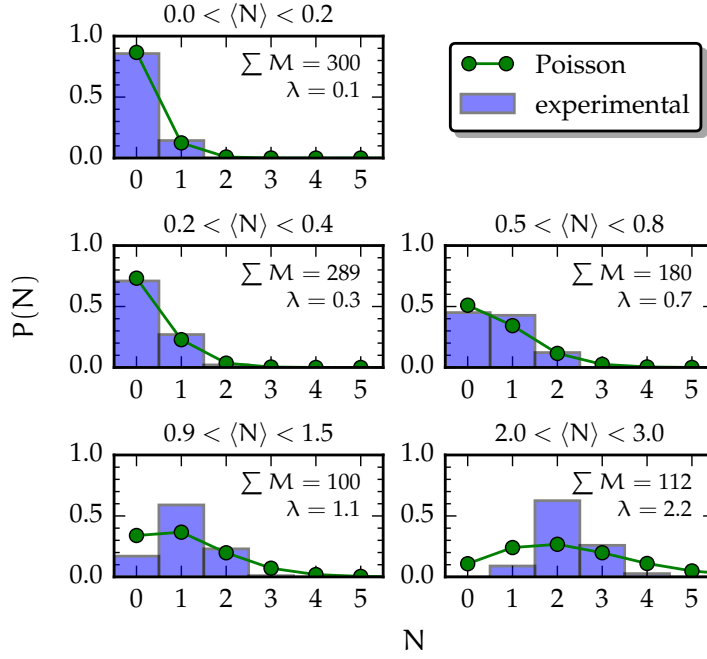 0.0 < ⟨N⟩ < 0.2
1.0
0.5
0.0
∑ M = 300
λ = 0.1
0 1 2 3 4 5
Poisson
experimental
0.2 < ⟨N⟩ < 0.4
1.0
0.5
0.0
∑ M = 289
λ = 0.3
0 1 2 3 4 5
0.5 < ⟨N⟩ < 0.8
1.0
0.5
0.0
∑ M = 180
λ = 0.7
0 1 2 3 4 5
P(N)
0.9 < ⟨N⟩ < 1.5
1.0
0.5
0.0
∑ M = 100
λ = 1.1
0 1 2 3 4 5
2.0 < ⟨N⟩ < 3.0
1.0
0.5
0.0
∑ M = 112
λ = 2.2
0 1 2 3 4 5
N